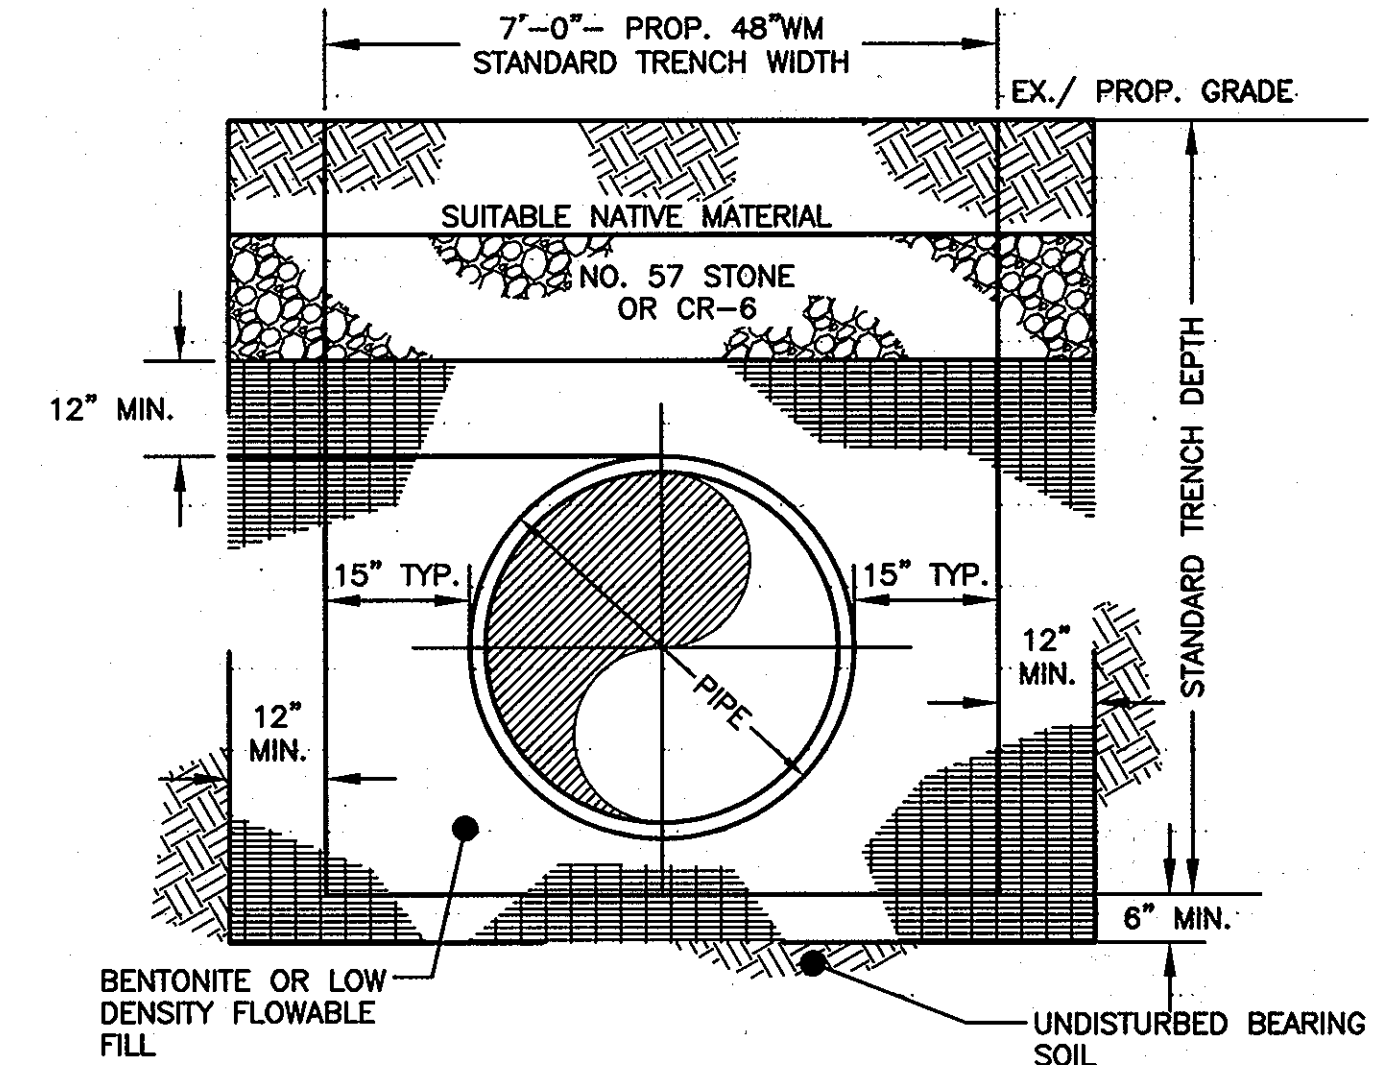 7'-0"- PROP. 48"WM
STANDARD TRENCH WIDTH
EX./ PROP. GRADE
SUITABLE NATIVE MATERIAL
NO. 57 STONE
OR CR-6
12" MIN.
STANDARD TRENCH DEPTH
15" TYP.
15" TYP.
12"
MIN.
PIPE
12"
MIN.
6" MIN.
BENTONITE OR LOW
DENSITY FLOWABLE
FILL
UNDISTURBED BEARING
SOIL